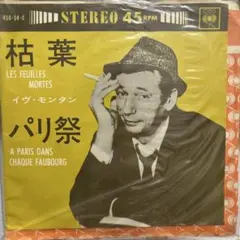 STEREO 45 RPM
CBS
枯葉
LES FEUILLES
MORTES
イヴ・モンタン
パリ祭
A PARIS DANS
CHAQUE FAUBOURG